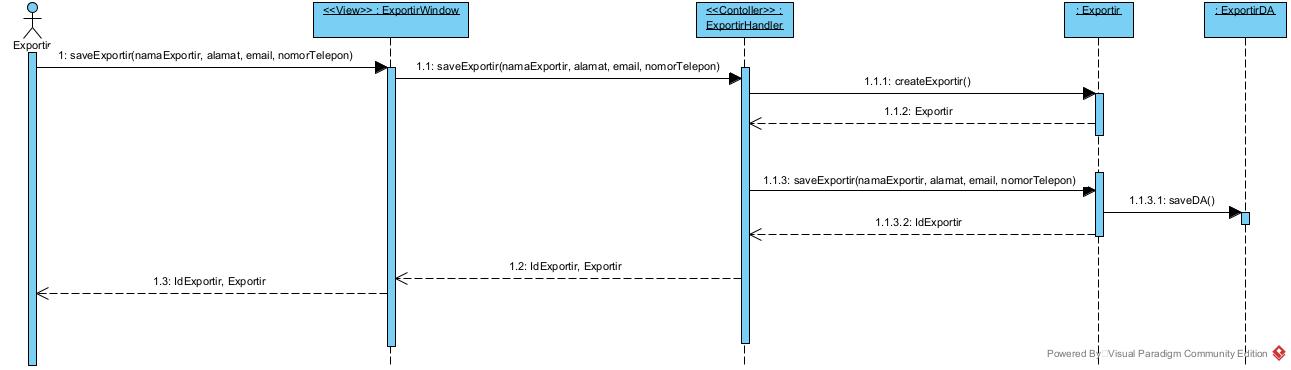 <<View>> : ExportirWindow
<<Contoller>> :
ExportirHandler
: Exportir
: ExportirDA
Exportir
1: saveExportir(namaExportir, alamat, email, nomorTelepon)
1.1: saveExportir(namaExportir, alamat, email, nomorTelepon)
1.1.1: createExportir()
1.1.2: Exportir
1.1.3: saveExportir(namaExportir, alamat, email, nomorTelepon)
1.1.3.1: saveDA()
1.1.3.2: IdExportir
1.2: IdExportir, Exportir
1.3: IdExportir, Exportir
Powered By Visual Paradigm Community Edition